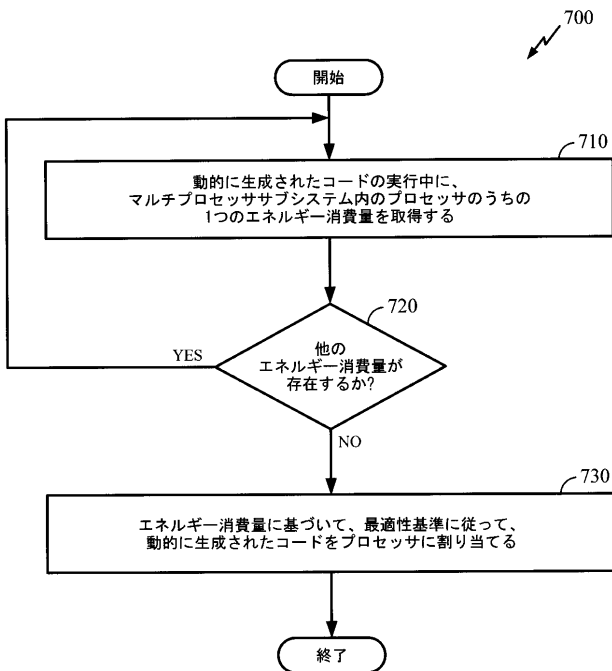 700
開始
710
動的に生成されたコードの実行中に、
マルチプロセッササブシステム内のプロセッサのうちの
1つのエネルギー消費量を取得する
720
他の
エネルギー消費量が
存在するか?
YES
NO
730
エネルギー消費量に基づいて、最適性基準に従って、
動的に生成されたコードをプロセッサに割り当てる
終了